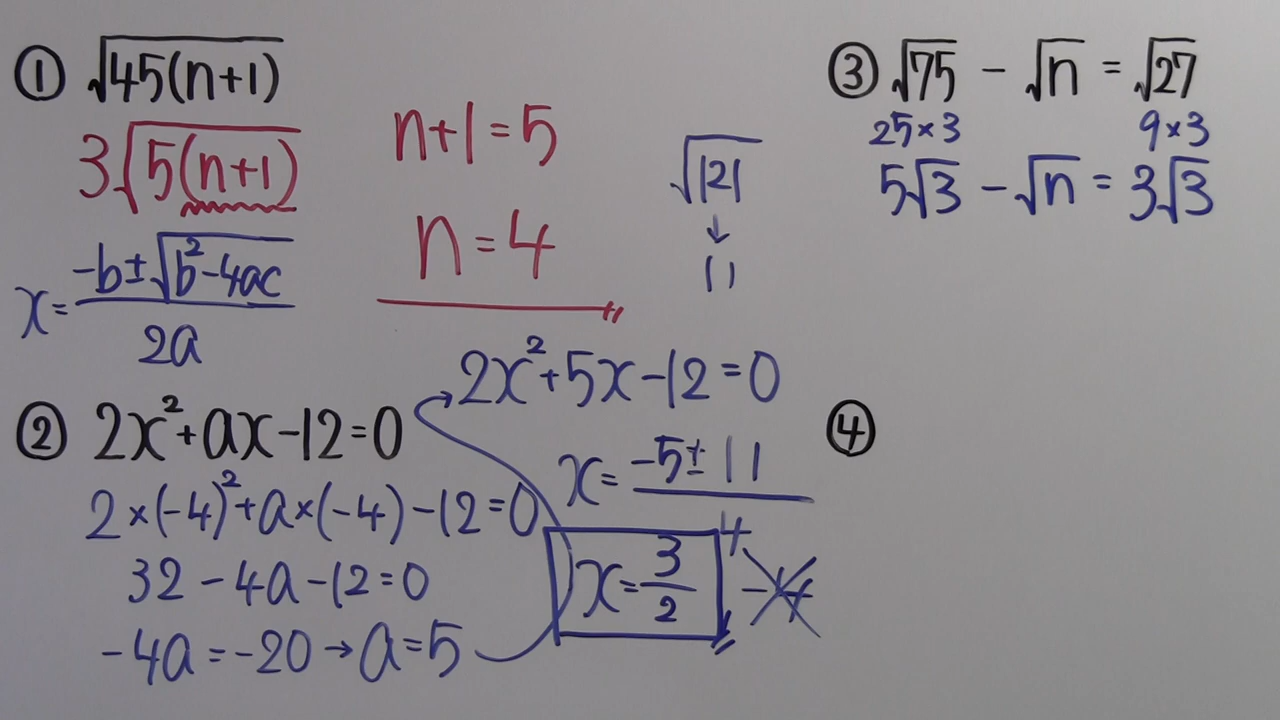 ① √45(n+1)
3√5(n+1)
n+1=5
n=4
x=(-b±√b²-4ac)/2a
√121
↓
11
② 2x²+ax-12=0
2×(-4)²+a×(-4)-12=0
32-4a-12=0
-4a=-20→a=5
2x²+5x-12=0
x=(-5±11)/4
x=3/2
-4
③ √75 - √n = √27
25×3 9×3
5√3 - √n = 3√3
④